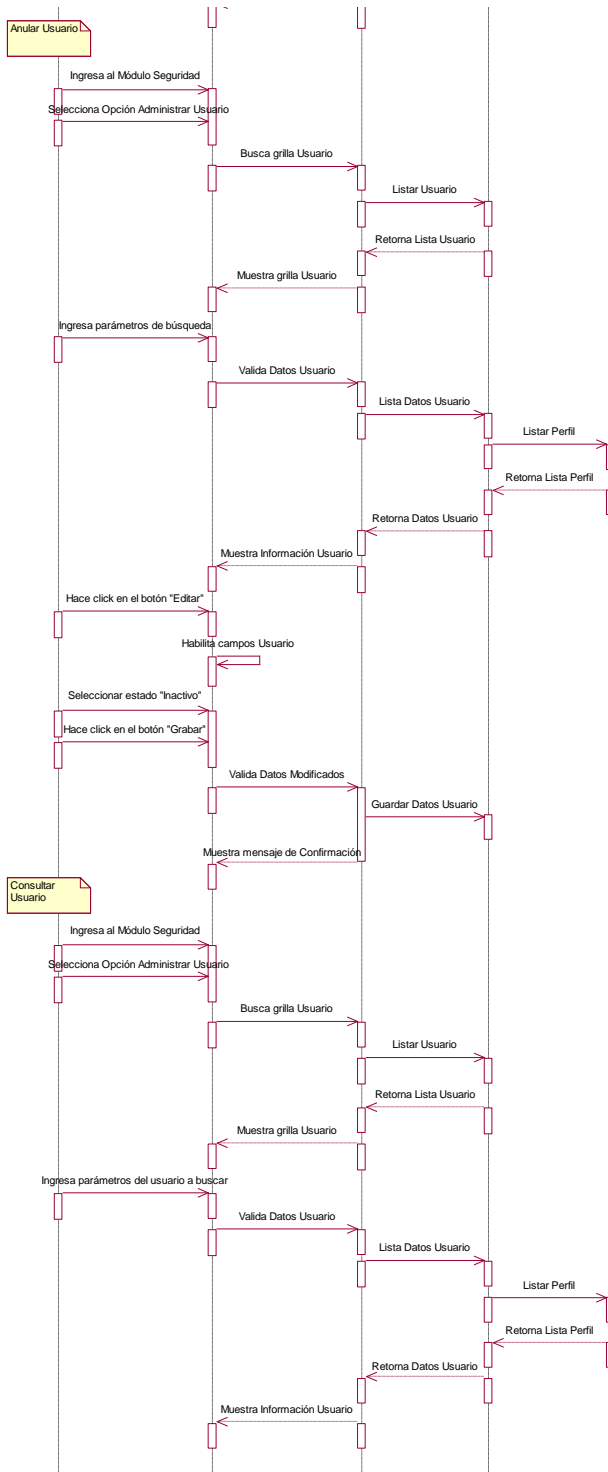 Anular Usuario
Ingresa al Módulo Seguridad
Selecciona Opción Administrar Usuario
Busca grilla Usuario
Listar Usuario
Retorna Lista Usuario
Muestra grilla Usuario
Ingresa parámetros de búsqueda
Valida Datos Usuario
Lista Datos Usuario
Listar Perfil
Retorna Lista Perfil
Retorna Datos Usuario
Muestra Información Usuario
Hace click en el botón "Editar"
Habilita campos Usuario
Seleccionar estado "Inactivo"
Hace click en el botón "Grabar"
Valida Datos Modificados
Guardar Datos Usuario
Muestra mensaje de Confirmación
Consultar
Usuario
Ingresa al Módulo Seguridad
Selecciona Opción Administrar Usuario
Busca grilla Usuario
Listar Usuario
Retorna Lista Usuario
Muestra grilla Usuario
Ingresa parámetros del usuario a buscar
Valida Datos Usuario
Lista Datos Usuario
Listar Perfil
Retorna Lista Perfil
Retorna Datos Usuario
Muestra Información Usuario